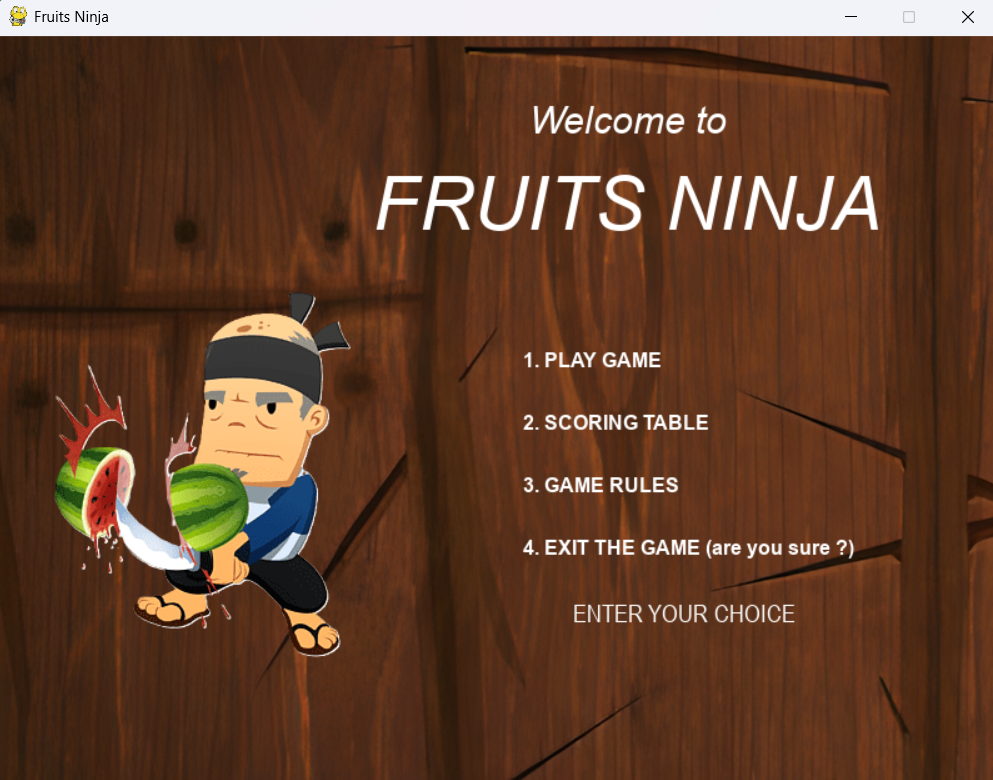 Fruits Ninja
Welcome to
FRUITS NINJA
1. PLAY GAME
2. SCORING TABLE
3. GAME RULES
4. EXIT THE GAME (are you sure ?)
ENTER YOUR CHOICE